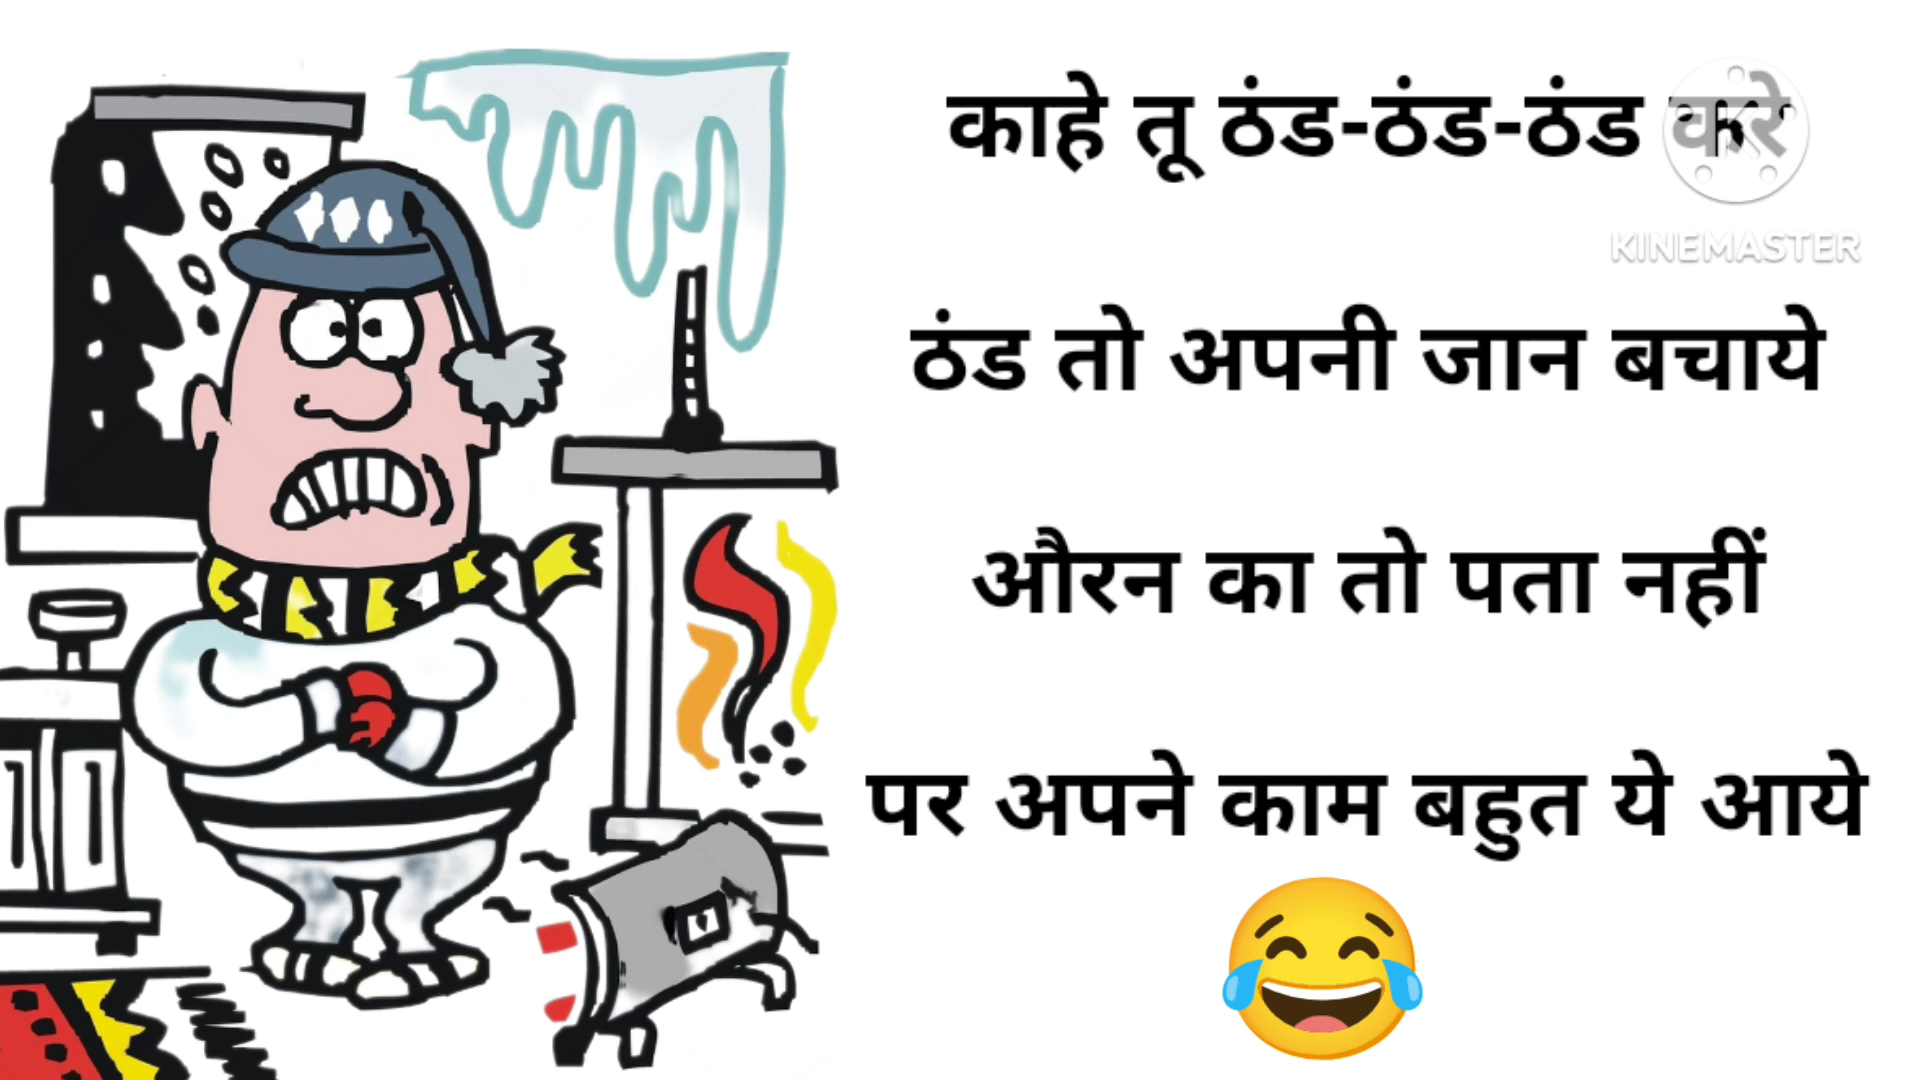 काहे तू ठंड-ठंड-ठंड करे
KINEMASTER
ठंड तो अपनी जान बचाये
औरन का तो पता नहीं
पर अपने काम बहुत ये आये